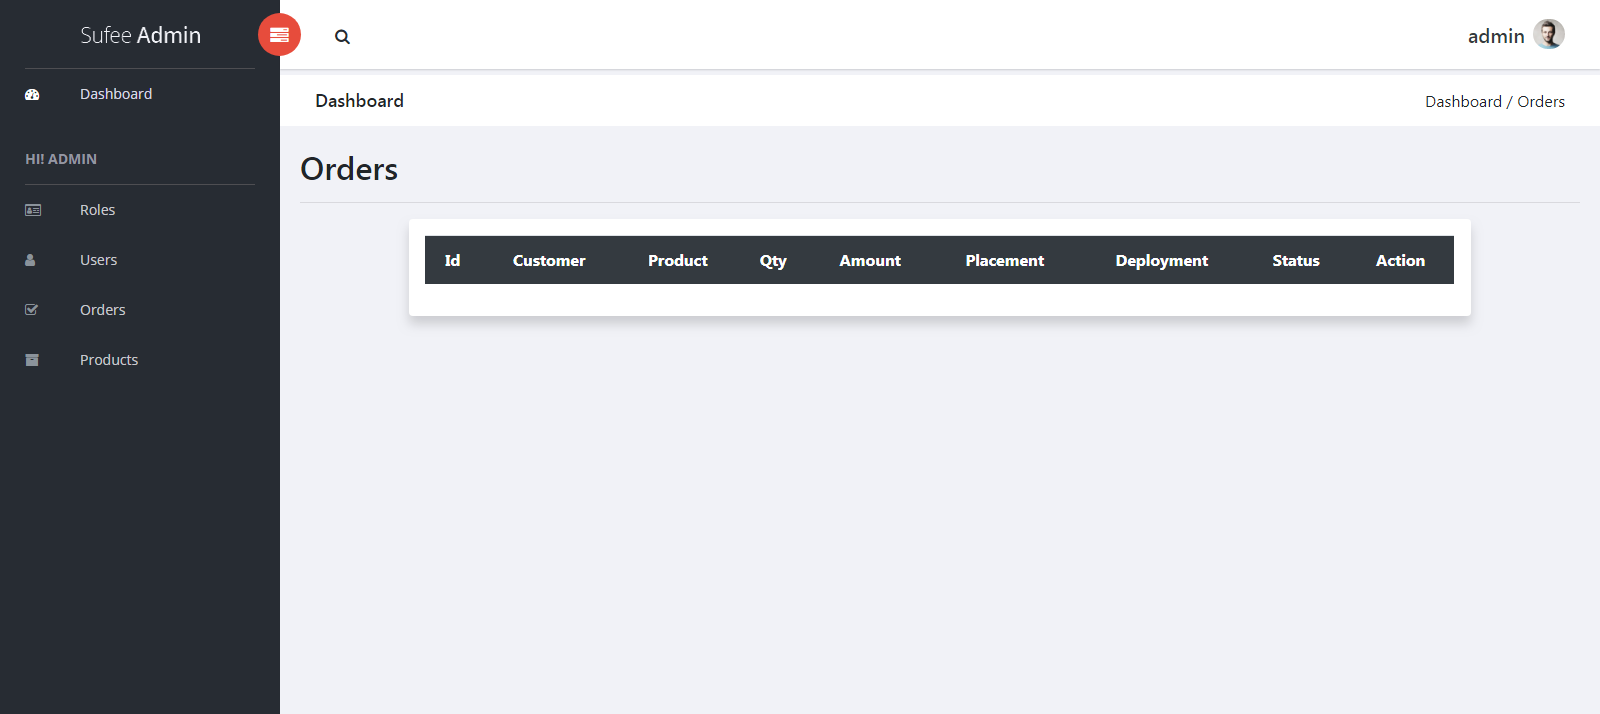 Sufee Admin
admin
Dashboard
Dashboard
Dashboard / Orders
HI! ADMIN
Roles
Users
Orders
Products
Orders
Id Customer Product Qty Amount Placement Deployment Status Action